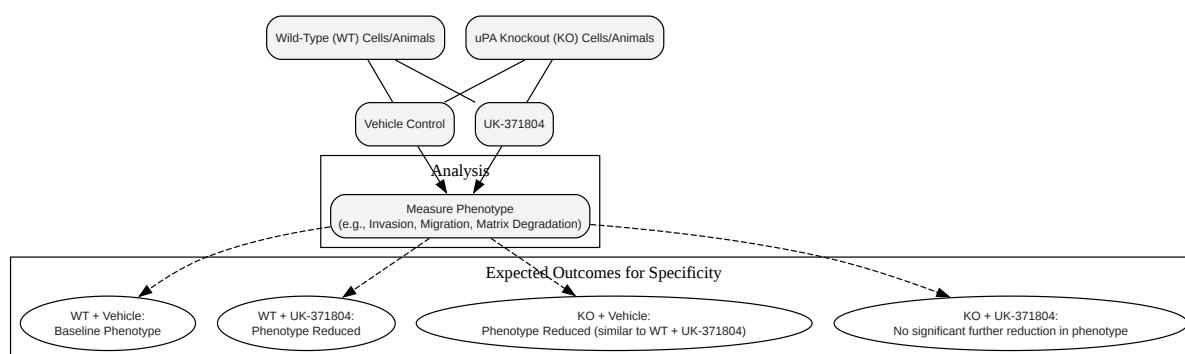 Wild-Type (WT) Cells/Animals
uPA Knockout (KO) Cells/Animals
Vehicle Control
UK-371804
Analysis
Measure Phenotype
(e.g., Invasion, Migration, Matrix Degradation)
Expected Outcomes for Specificity
WT + Vehicle:
Baseline Phenotype
WT + UK-371804:
Phenotype Reduced
KO + Vehicle:
Phenotype Reduced (similar to WT + UK-371804)
KO + UK-371804:
No significant further reduction in phenotype